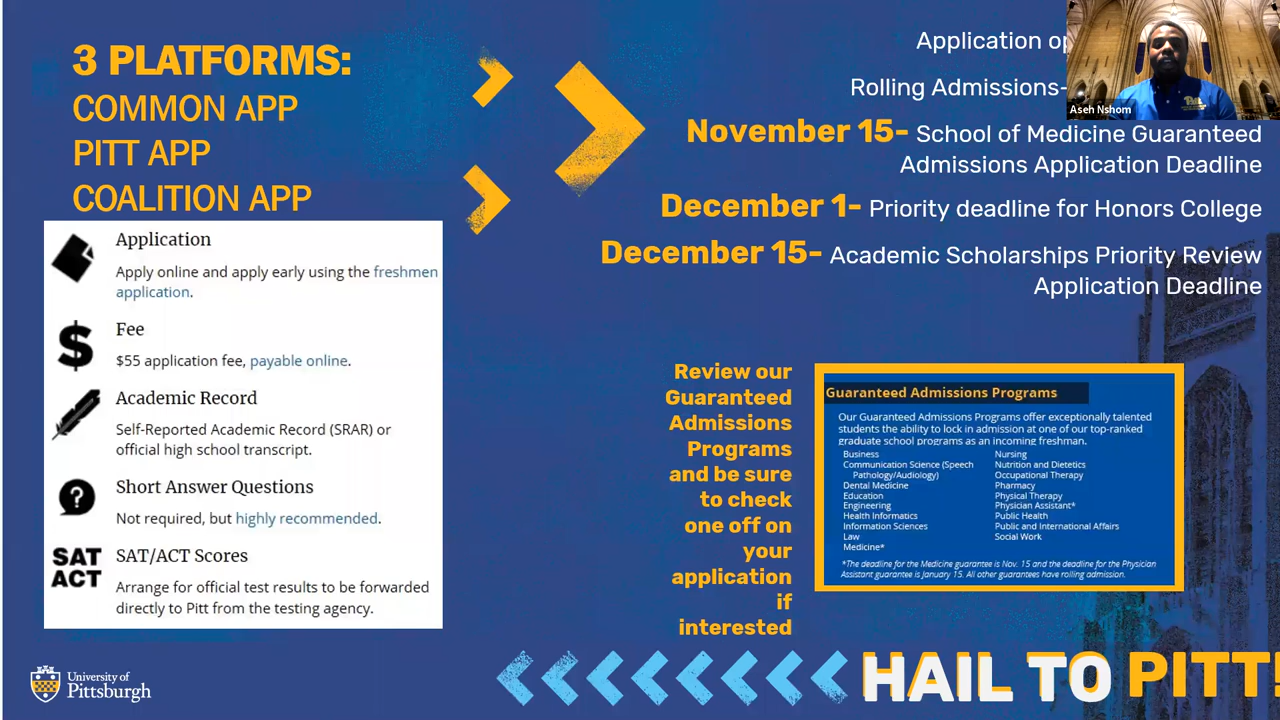 3 PLATFORMS:
COMMON APP
PITT APP
COALITION APP
Application
Apply online and apply early using the freshmen
application.
Fee
$55 application fee, payable online.
Academic Record
Self-Reported Academic Record (SRAR) or
official high school transcript.
Short Answer Questions
Not required, but highly recommended.
SAT
ACT
SAT/ACT Scores
Arrange for official test results to be forwarded
directly to Pitt from the testing agency.
University of
Pittsburgh
Application
Rolling Admissions-
November 15- School of Medicine Guaranteed
Admissions Application Deadline
December 1- Priority deadline for Honors College
December 15- Academic Scholarships Priority Review
Application Deadline
Aseh Nshom
Review our
Guaranteed
Admissions
Programs
and be sure
to check
one off on
your
application
if
interested
Guaranteed Admissions Programs
Our Guaranteed Admissions Programs offer exceptionally talented
students the ability to lock in admission at one of our top-ranked
graduate school programs as an incoming freshman.
Business
Communication Science (Speech
Pathology/Audiology)
Dental Medicine
Education
Engineering
Health Informatics
Information Sciences
Law
Medicine*
Nursing
Nutrition and Dietetics
Occupational Therapy
Pharmacy
Physical Therapy
Physician Assistant*
Public Health
Public and International Affairs
Social Work
*The deadline for the Medicine guarantee is Nov. 15 and the deadline for the Physician
Assistant guarantee is January 15. All other guarantees have rolling admission.
HAIL TO PITT!